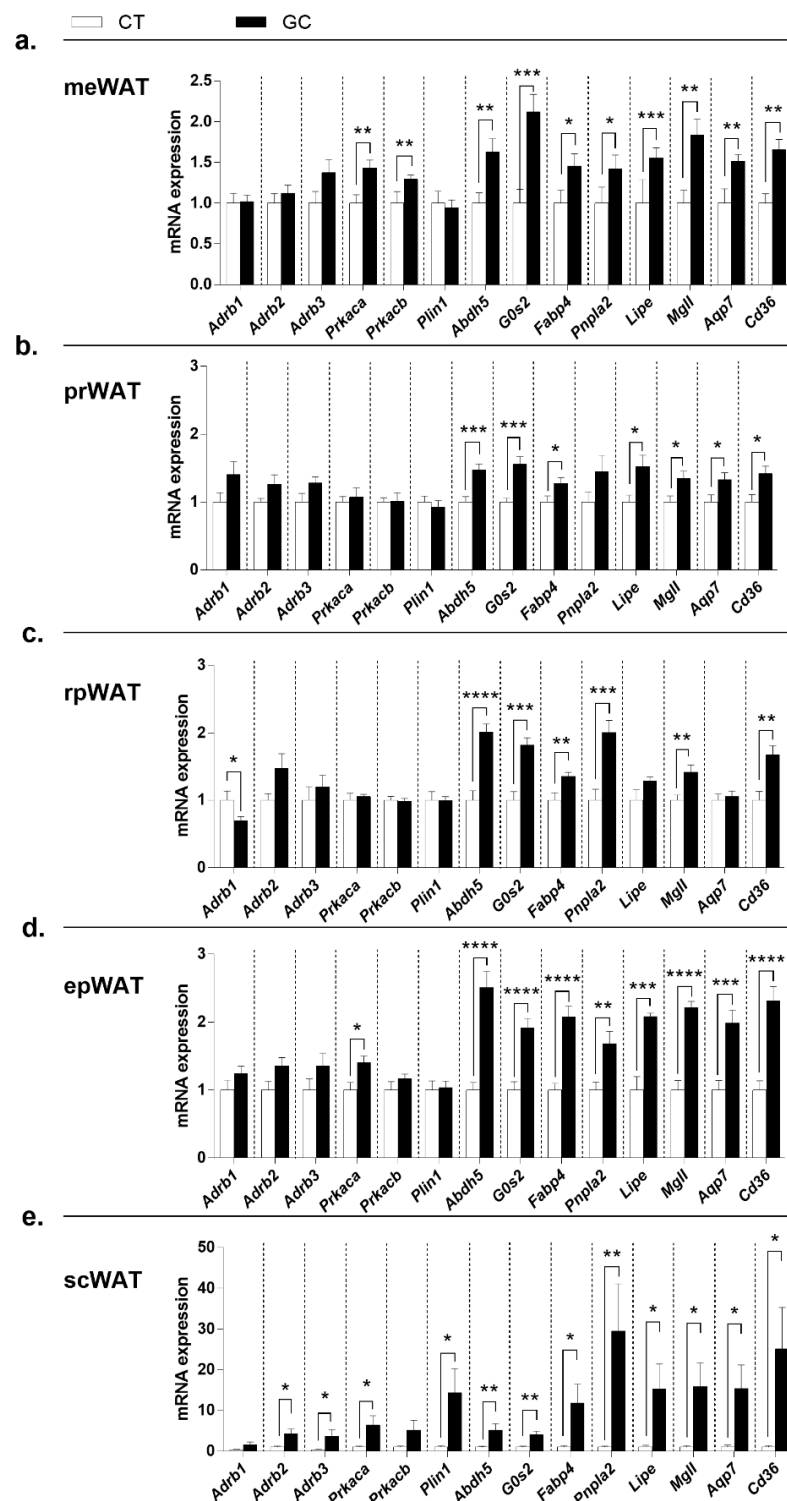 CT GC
a.
meWAT
mRNA expression
2.5
2.0
1.5
1.0
0.5
0.0
** ** ** *** * * *** ** ** **
Adrb1 Adrb2 Adrb3 Prkaca Prkacb Plin1 Abdh5 G0s2 Fabp4 Pnpla2 Lipe Mgll Aqp7 Cd36
b.
prWAT
mRNA expression
3
2
1
0
*** *** * * * * *
Adrb1 Adrb2 Adrb3 Prkaca Prkacb Plin1 Abdh5 G0s2 Fabp4 Pnpla2 Lipe Mgll Aqp7 Cd36
c.
rpWAT
mRNA expression
3
2
1
0
* **** *** ** *** ** **
Adrb1 Adrb2 Adrb3 Prkaca Prkacb Plin1 Abdh5 G0s2 Fabp4 Pnpla2 Lipe Mgll Aqp7 Cd36
d.
epWAT
mRNA expression
3
2
1
0
* **** **** **** ** *** **** *** ****
Adrb1 Adrb2 Adrb3 Prkaca Prkacb Plin1 Abdh5 G0s2 Fabp4 Pnpla2 Lipe Mgll Aqp7 Cd36
e.
scWAT
mRNA expression
50
40
30
20
10
0
* * * * ** ** * ** * * * *
Adrb1 Adrb2 Adrb3 Prkaca Prkacb Plin1 Abdh5 G0s2 Fabp4 Pnpla2 Lipe Mgll Aqp7 Cd36